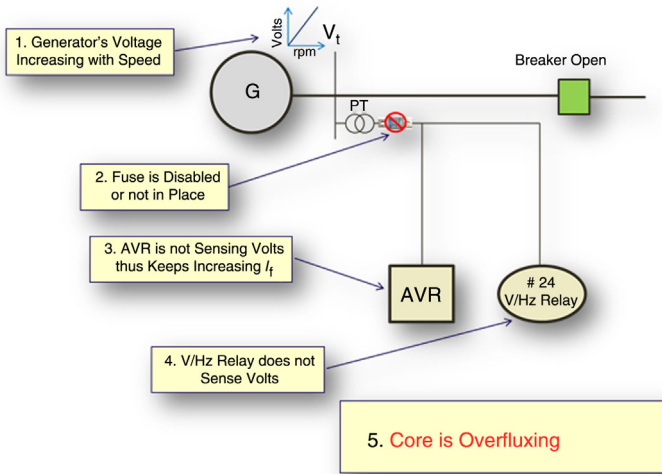 1. Generator's Voltage
Increasing with Speed
Volts
rpm
Vt
Breaker Open
G
PT
2. Fuse is Disabled
or not in Place
3. AVR is not Sensing Volts
thus Keeps Increasing If
AVR
# 24
V/Hz Relay
4. V/Hz Relay does not
Sense Volts
5. Core is Overfluxing